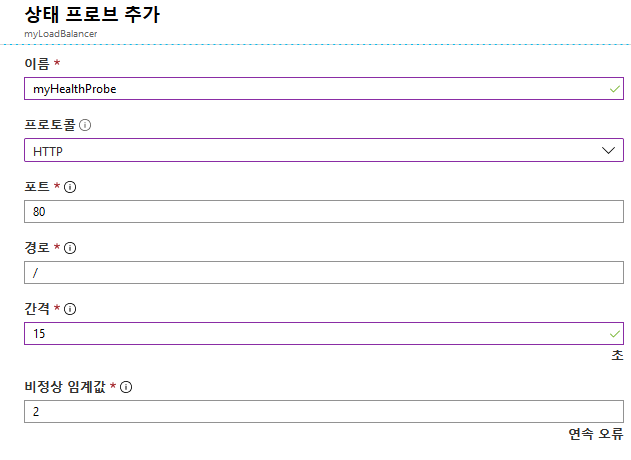 상태 프로브 추가
myLoadBalancer
이름 *
myHealthProbe
프로토콜
HTTP
포트 *
80
경로 *
/
간격 *
15
초
비정상 임계값 *
2
연속 오류